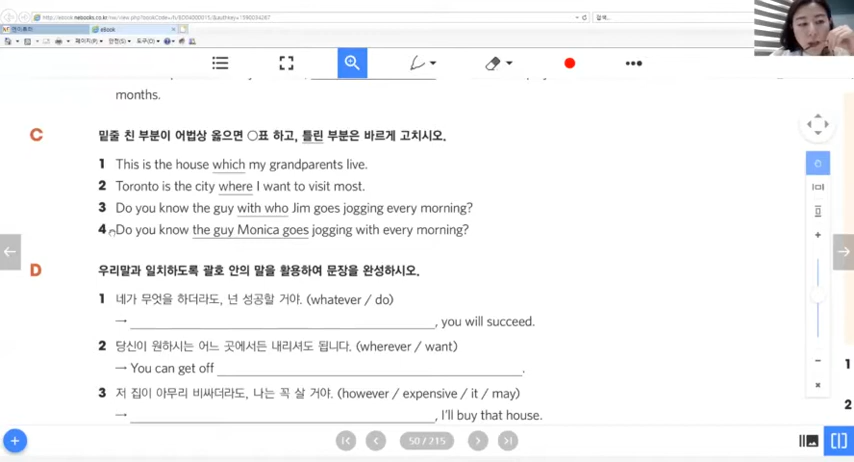 http://ebook.nebooks.co.kr
eBook
months.
C
밑줄 친 부분이 어법상 옳으면 ○표 하고, 틀린 부분은 바르게 고치시오.
1 This is the house which my grandparents live.
2 Toronto is the city where I want to visit most.
3 Do you know the guy with who Jim goes jogging every morning?
4 Do you know the guy Monica goes jogging with every morning?
D
우리말과 일치하도록 괄호 안의 말을 활용하여 문장을 완성하시오.
1 네가 무엇을 하더라도, 넌 성공할 거야. (whatever / do)
→ , you will succeed.
2 당신이 원하시는 어느 곳에서든 내리셔도 됩니다. (wherever / want)
→ You can get off .
3 저 집이 아무리 비싸더라도, 나는 꼭 살 거야. (however / expensive / it / may)
→ , I'll buy that house.
1
2
50 / 215